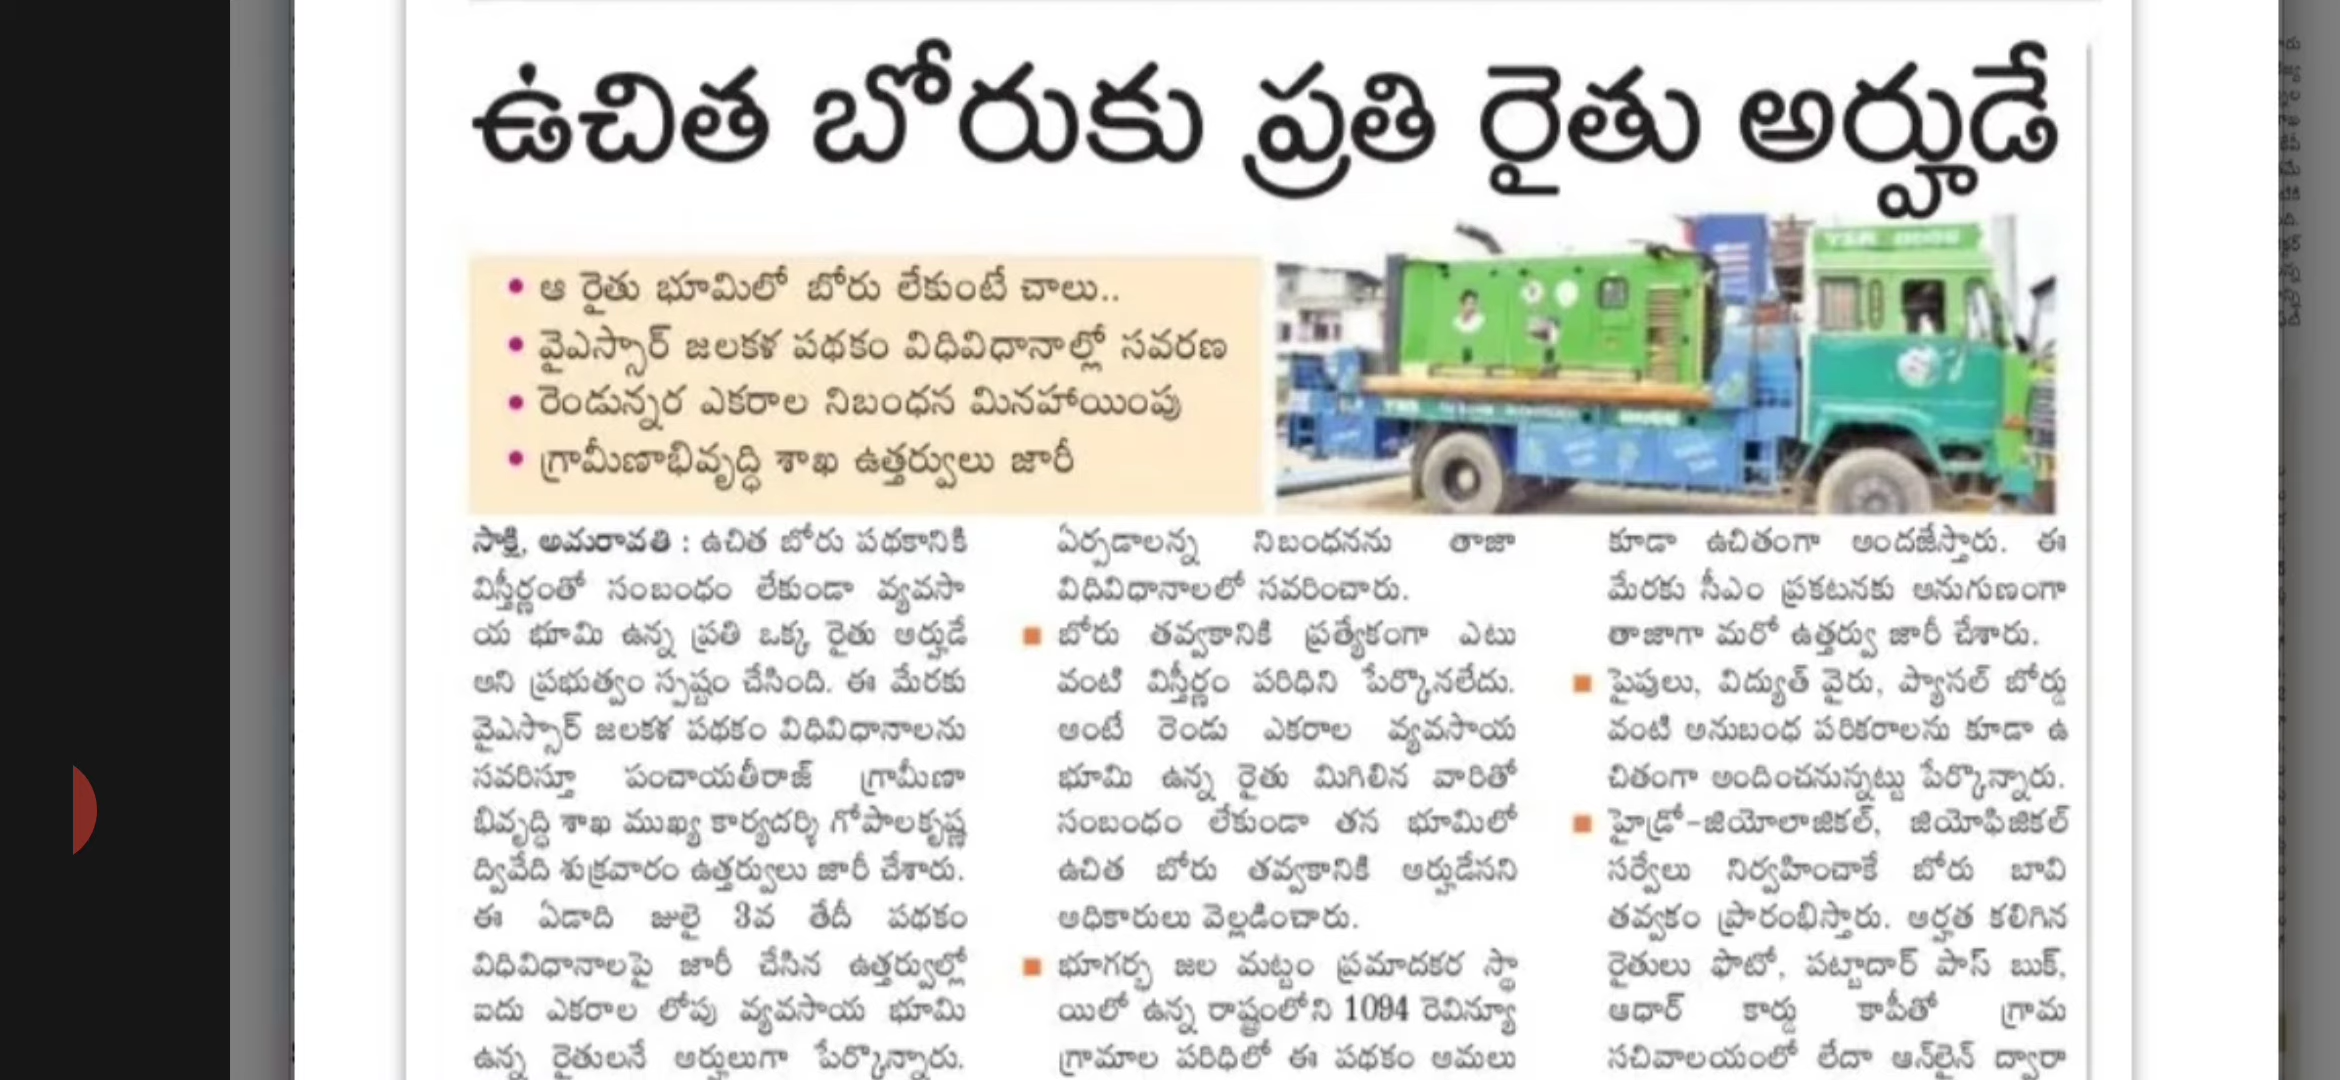 ఉచిత బోరుకు ప్రతి రైతు అర్హుడే
• ఆ రైతు భూమిలో బోరు లేకుంటే చాలు..
• వైఎస్సార్ జలకళ పథకం విధివిధానాల్లో సవరణ
• రెండున్నర ఎకరాల నిబంధన మినహాయింపు
• గ్రామీణాభివృద్ధి శాఖ ఉత్తర్వులు జారీ
సాక్షి, అమరావతి : ఉచిత బోరు పథకానికి
విస్తీర్ణంతో సంబంధం లేకుండా వ్యవసా
య భూమి ఉన్న ప్రతి ఒక్క రైతు అర్హుడే
అని ప్రభుత్వం స్పష్టం చేసింది. ఈ మేరకు
వైఎస్సార్ జలకళ పథకం విధివిధానాలను
సవరిస్తూ పంచాయతీరాజ్ గ్రామీణా
భివృద్ధి శాఖ ముఖ్య కార్యదర్శి గోపాలకృష్ణ
ద్వివేది శుక్రవారం ఉత్తర్వులు జారీ చేశారు.
ఈ ఏడాది జులై 3వ తేదీ పథకం
విధివిధానాలపై జారీ చేసిన ఉత్తర్వుల్లో
ఐదు ఎకరాల లోపు వ్యవసాయ భూమి
ఉన్న రైతులనే అర్హులుగా పేర్కొన్నారు.
ఏర్పడాలన్న నిబంధనను తాజా
విధివిధానాలలో సవరించారు.
■ బోరు తవ్వకానికి ప్రత్యేకంగా ఎటు
వంటి విస్తీర్ణం పరిధిని పేర్కొనలేదు.
అంటే రెండు ఎకరాల వ్యవసాయ
భూమి ఉన్న రైతు మిగిలిన వారితో
సంబంధం లేకుండా తన భూమిలో
ఉచిత బోరు తవ్వకానికి అర్హుడేనని
అధికారులు వెల్లడించారు.
■ భూగర్భ జల మట్టం ప్రమాదకర స్థా
యిలో ఉన్న రాష్ట్రంలోని 1094 రెవిన్యూ
గ్రామాల పరిధిలో ఈ పథకం అమలు
కూడా ఉచితంగా అందజేస్తారు. ఈ
మేరకు సీఎం ప్రకటనకు అనుగుణంగా
తాజాగా మరో ఉత్తర్వు జారీ చేశారు.
■ పైపులు, విద్యుత్ వైరు, ప్యానల్ బోర్డు
వంటి అనుబంధ పరికరాలను కూడా ఉ
చితంగా అందించనున్నట్టు పేర్కొన్నారు.
■ హైడ్రో-జియోలాజికల్, జియోఫిజికల్
సర్వేలు నిర్వహించాకే బోరు బావి
తవ్వకం ప్రారంభిస్తారు. అర్హత కలిగిన
రైతులు ఫొటో, పట్టాదార్ పాస్ బుక్,
ఆధార్ కార్డు కాపీతో గ్రామ
సచివాలయంలో లేదా ఆన్‌లైన్ ద్వారా